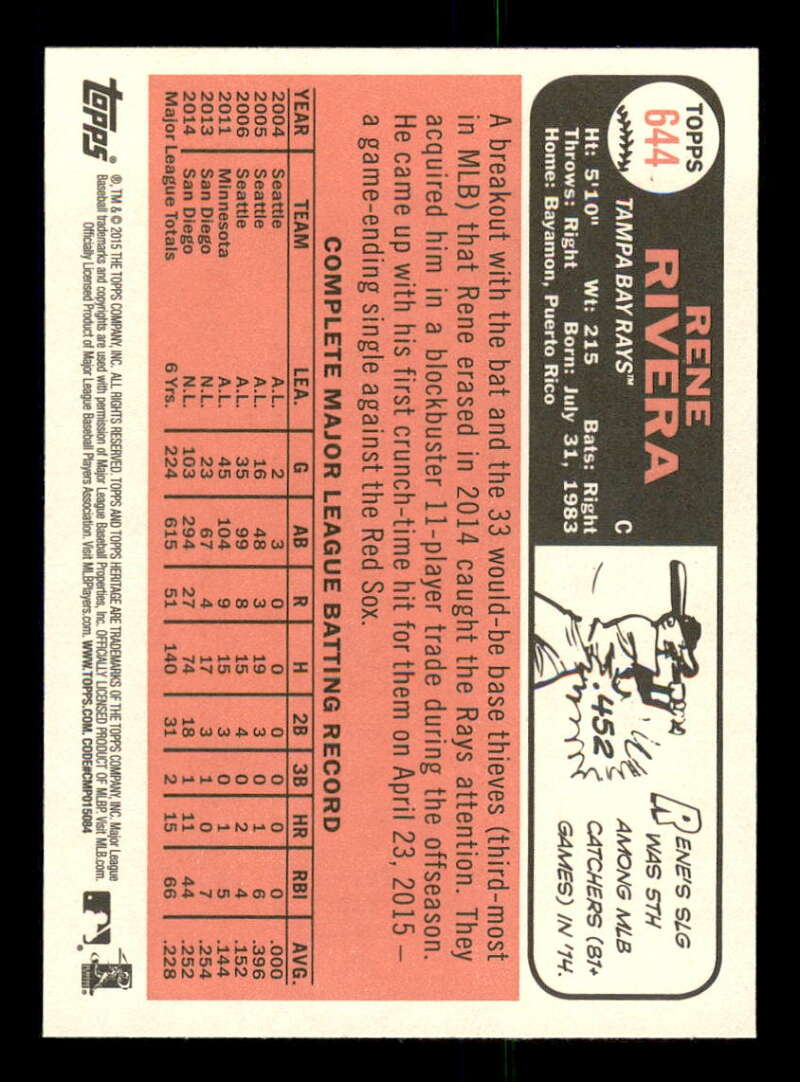 TOPPS
644
RENE
RIVERA
TAMPA BAY RAYS™ C
Ht: 5'10" Wt: 215 Bats: Right
Throws: Right Born: July 31, 1983
Home: Bayamon, Puerto Rico
.452
RENE'S SLG
WAS 5TH
AMONG MLB
CATCHERS (81+
GAMES) IN '14.
A breakout with the bat and the 33 would-be base thieves (third-most
in MLB) that Rene erased in 2014 caught the Rays attention. They
acquired him in a blockbuster 11-player trade during the offseason.
He came up with his first crunch-time hit for them on April 23, 2015 –
a game-ending single against the Red Sox.
COMPLETE MAJOR LEAGUE BATTING RECORD
YEAR TEAM LEA. G AB R H 2B 3B HR RBI AVG.
2004 Seattle A.L. 2 3 0 0 0 0 0 0 .000
2005 Seattle A.L. 16 48 3 19 3 0 1 6 .396
2006 Seattle A.L. 35 99 8 15 4 0 2 4 .152
2011 Minnesota A.L. 45 104 9 15 3 0 1 5 .144
2013 San Diego N.L. 23 67 4 17 3 1 0 7 .254
2014 San Diego N.L. 103 294 27 74 18 1 11 44 .252
Major League Totals 6 Yrs. 224 615 51 140 31 2 15 66 .228
topps®
®, TM & © 2015 THE TOPPS COMPANY, INC. ALL RIGHTS RESERVED. TOPPS AND TOPPS HERITAGE ARE TRADEMARKS OF THE TOPPS COMPANY, INC. Major League
Baseball trademarks and copyrights are used with permission of Major League Baseball Properties, Inc. OFFICIALLY LICENSED PRODUCT OF MLBP. Visit MLB.com.
Officially Licensed Product of Major League Baseball Players Association. Visit MLBPlayers.com. WWW.TOPPS.COM. CODE#CMP015084